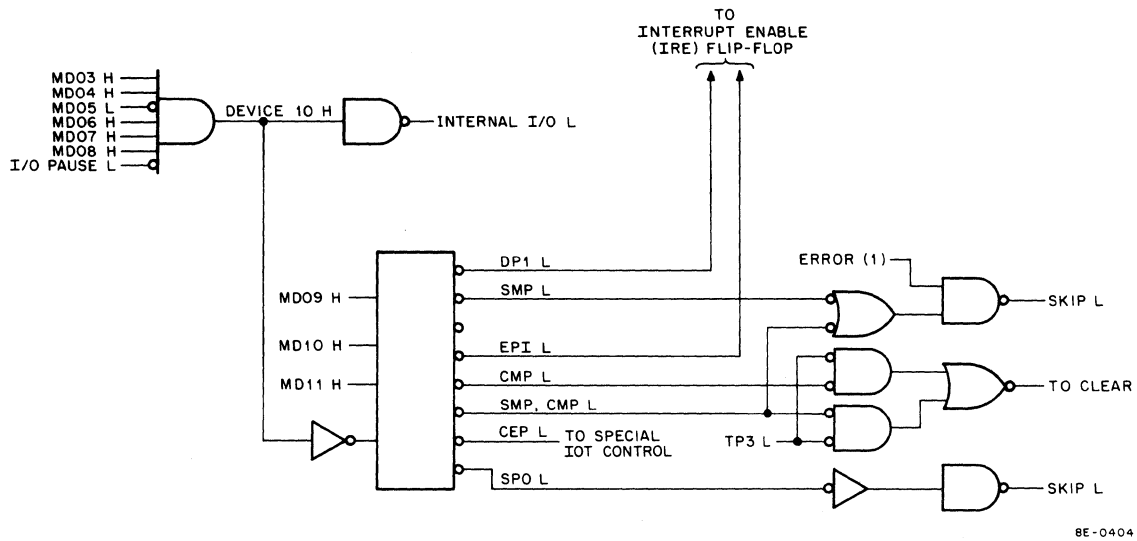 TO
INTERRUPT ENABLE
(IRE) FLIP-FLOP
MD03 H
MD04 H
MD05 L
MD06 H
MD07 H
MD08 H
I/O PAUSE L
DEVICE 10 H
INTERNAL I/O L
DP1 L
ERROR (1)
MD09 H
SMP L
SKIP L
MD10 H
EPI L
MD11 H
CMP L
TO CLEAR
SMP, CMP L
CEP L
TO SPECIAL
IOT CONTROL
TP3 L
SPO L
SKIP L
8E-0404